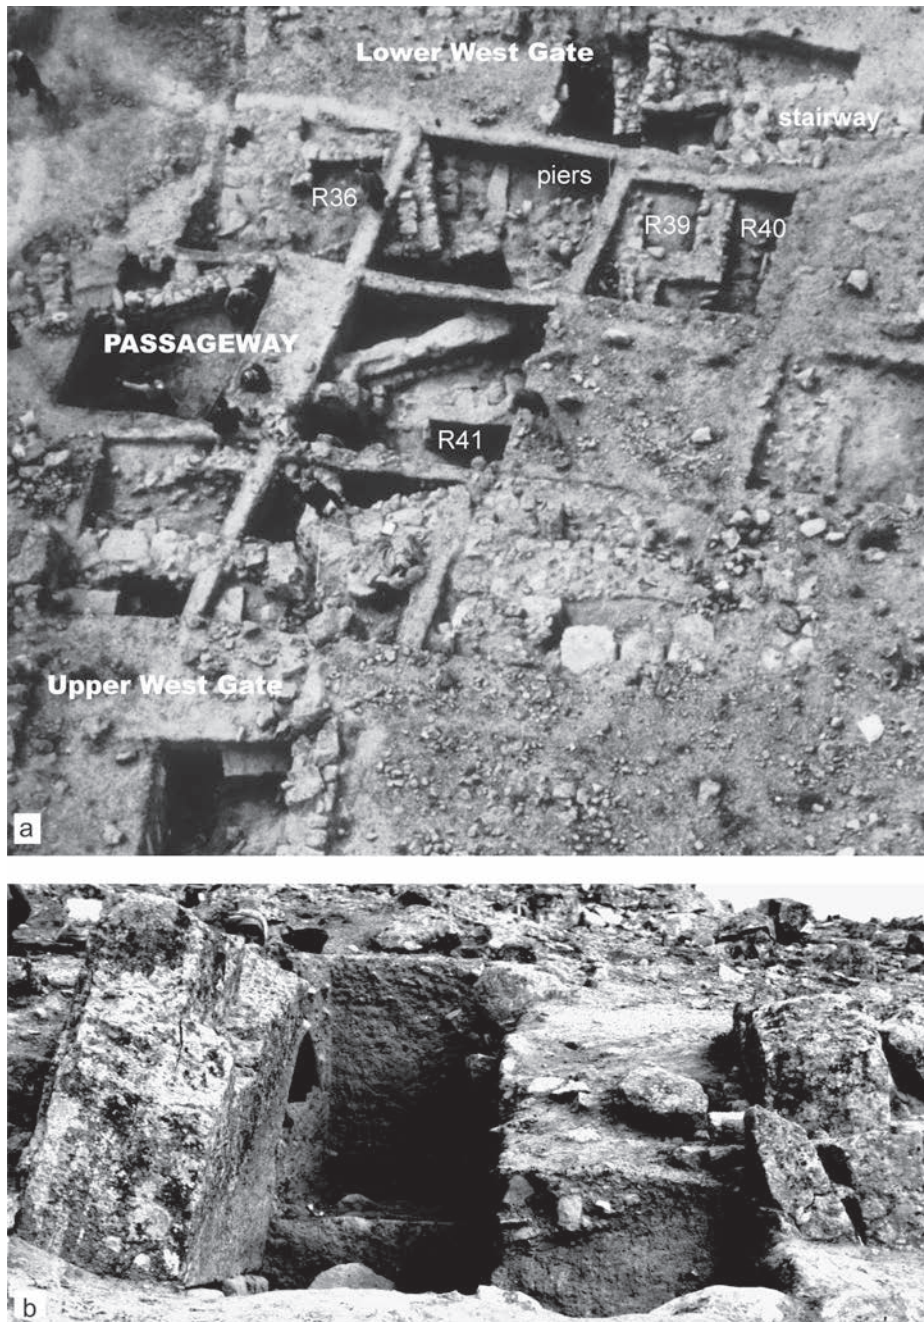 Lower West Gate
stairway
piers
R36
R39
R40
PASSAGEWAY
R41
Upper West Gate
a
b